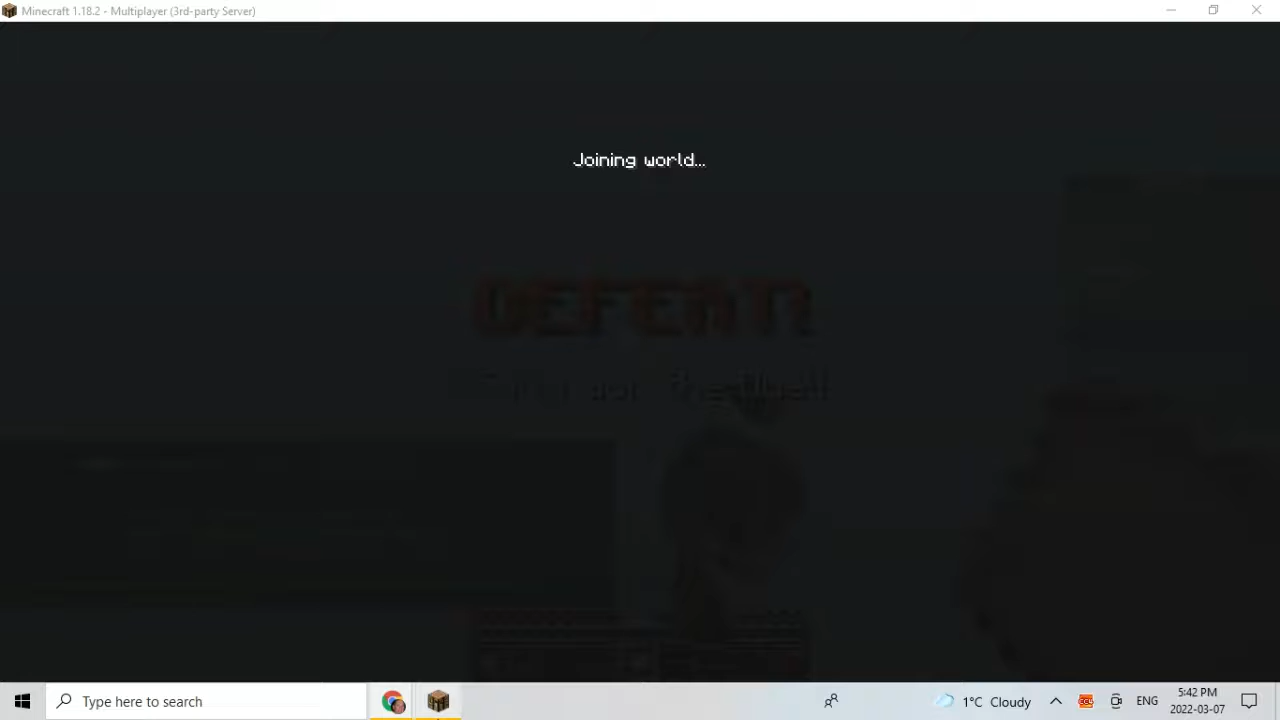 Minecraft 1.18.2 - Multiplayer (3rd-party Server)
Joining world...
DEFEAT!
Type here to search
1°C Cloudy
ENG
5:42 PM
2022-03-07